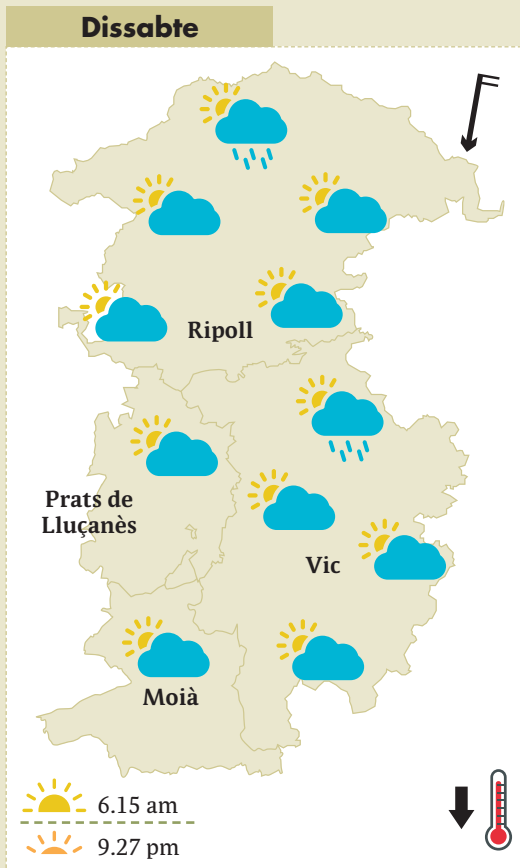 Dissabte
Ripoll
Prats de
Lluçanès
Vic
Moià
6.15 am
9.27 pm